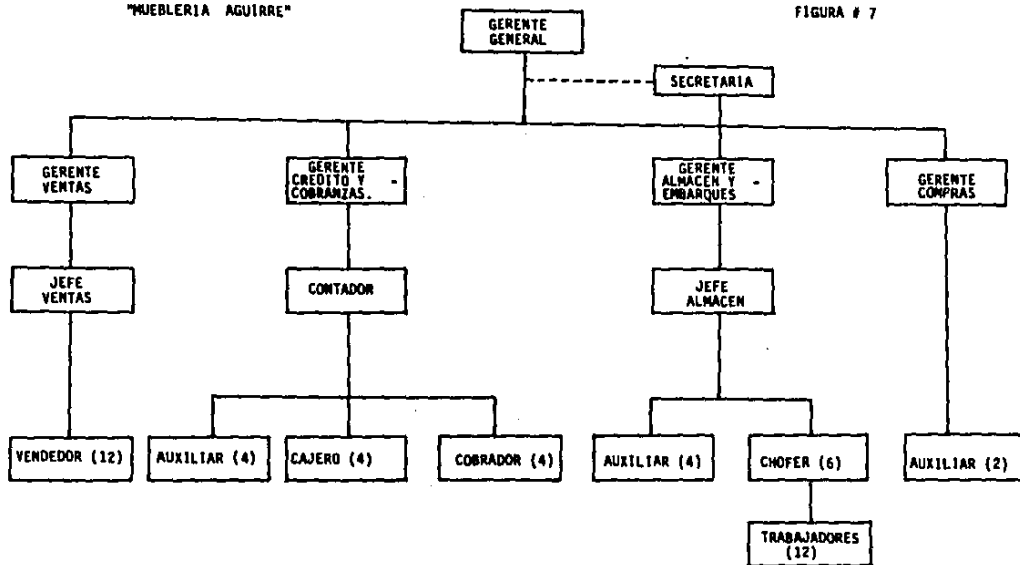 "MUEBLERIA AGUIRRE"
FIGURA # 7
GERENTE
GENERAL
SECRETARIA
GERENTE
VENTAS
GERENTE
CREDITO Y -
COBRANZAS.
GERENTE
ALMACEN Y -
EMBARQUES
GERENTE
COMPRAS
JEFE
VENTAS
CONTADOR
JEFE
ALMACEN
VENDEDOR (12)
AUXILIAR (4)
CAJERO (4)
COBRADOR (4)
AUXILIAR (4)
CHOFER (6)
AUXILIAR (2)
TRABAJADORES
(12)